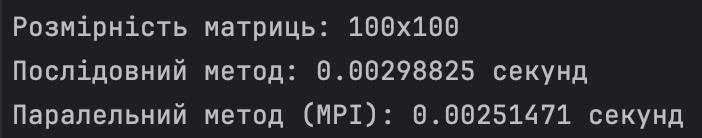 Розмірність матриць: 100x100
Послідовний метод: 0.00298825 секунд
Паралельний метод (MPI): 0.00251471 секунд